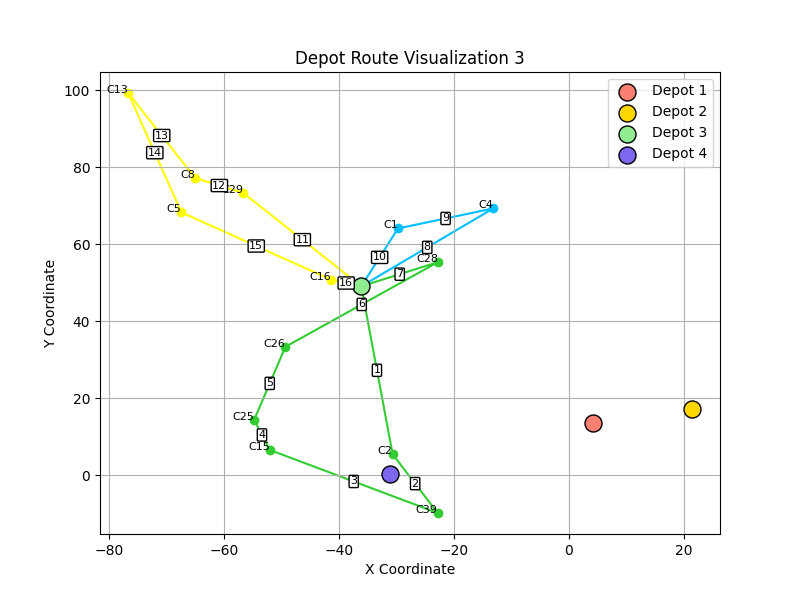 Depot Route Visualization 3
Depot 1
Depot 2
Depot 3
Depot 4
Y Coordinate
100
80
60
40
20
0
−80
−60
−40
−20
0
20
X Coordinate
C13
13
14
C8
12
C29
C5
15
11
C16
16
C4
9
C1
8
10
C28
7
6
C26
5
1
C25
4
C15
C2
3
2
C39